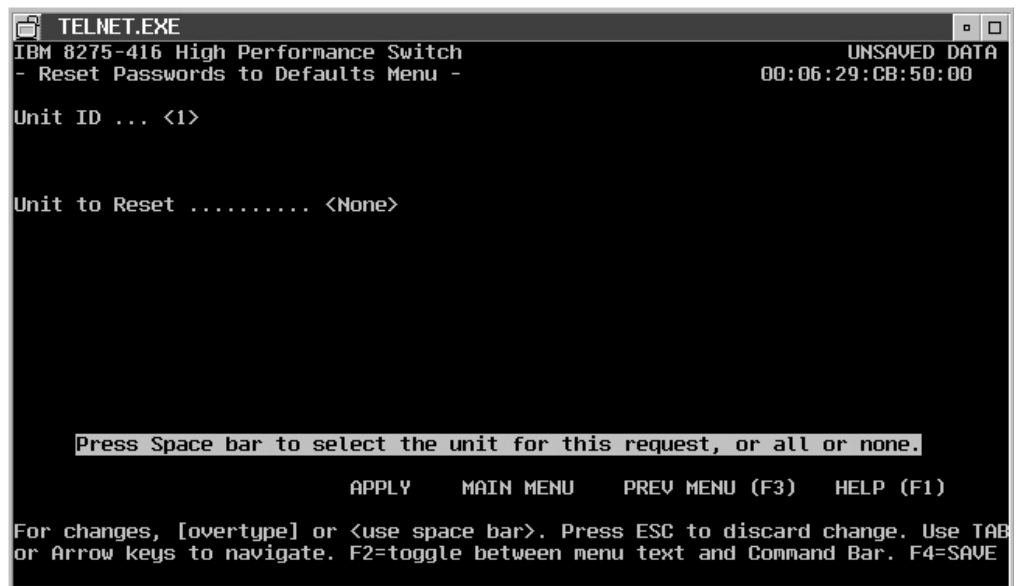 TELNET.EXE
IBM 8275-416 High Performance Switch UNSAVED DATA
- Reset Passwords to Defaults Menu - 00:06:29:CB:50:00
Unit ID ... <1>
Unit to Reset .......... <None>
Press Space bar to select the unit for this request, or all or none.
APPLY MAIN MENU PREV MENU (F3) HELP (F1)
For changes, [overtype] or <use space bar>. Press ESC to discard change. Use TAB
or Arrow keys to navigate. F2=toggle between menu text and Command Bar. F4=SAVE